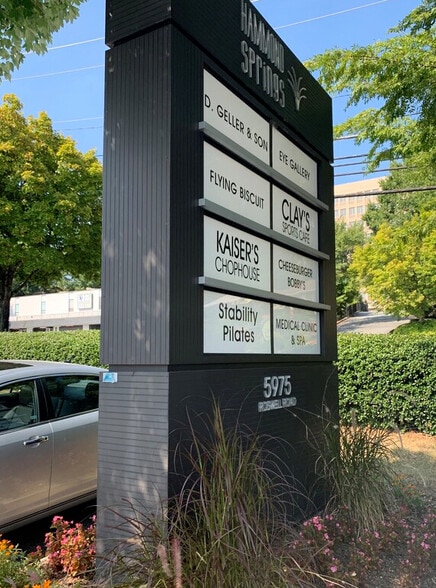 HAMMOND
SPRINGS
D. GELLER & SON
EYE GALLERY
FLYING BISCUIT
CLAY'S
SPORTS CAFE
KAISER'S
CHOPHOUSE
CHEESEBURGER
BOBBY'S
Stability
Pilates
MEDICAL CLINIC
& SPA
5975
ROSWELL ROAD